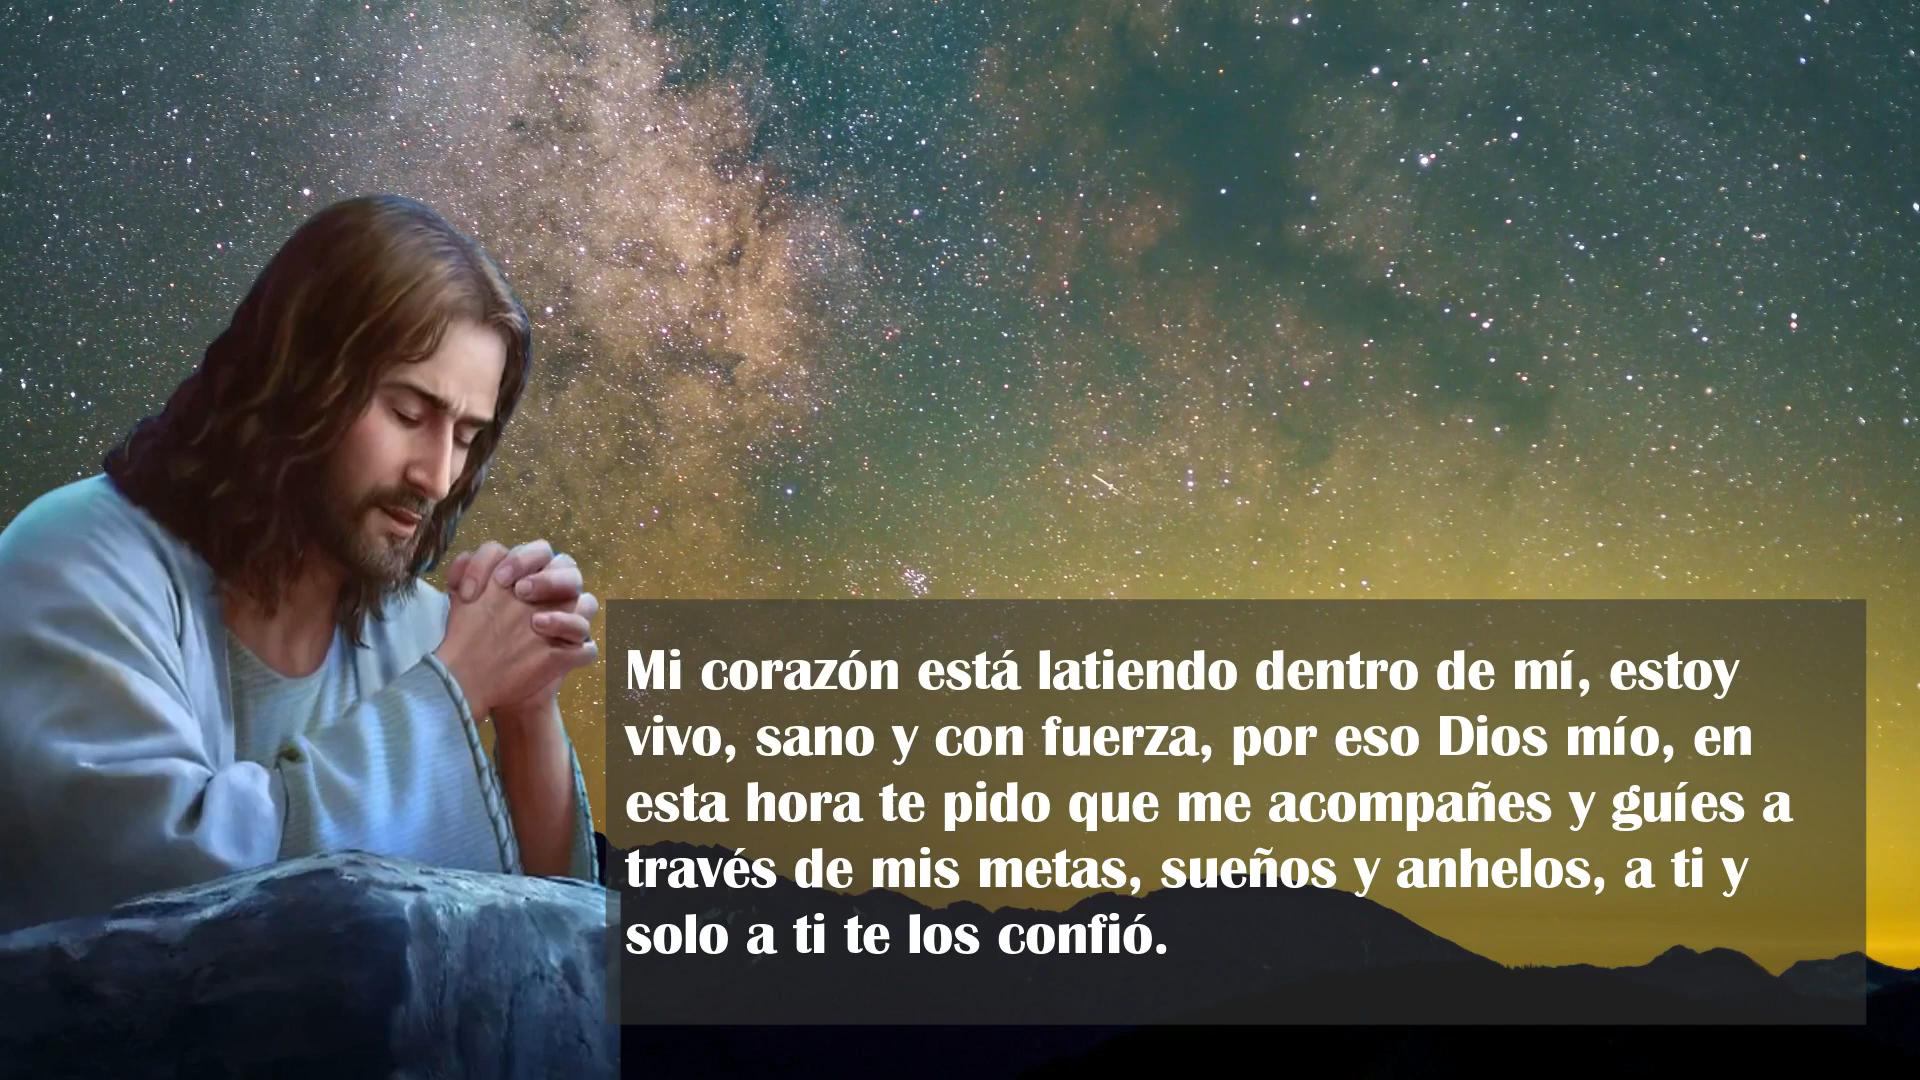 Mi corazón está latiendo dentro de mí, estoy
vivo, sano y con fuerza, por eso Dios mío, en
esta hora te pido que me acompañes y guíes a
través de mis metas, sueños y anhelos, a ti y
solo a ti te los confió.